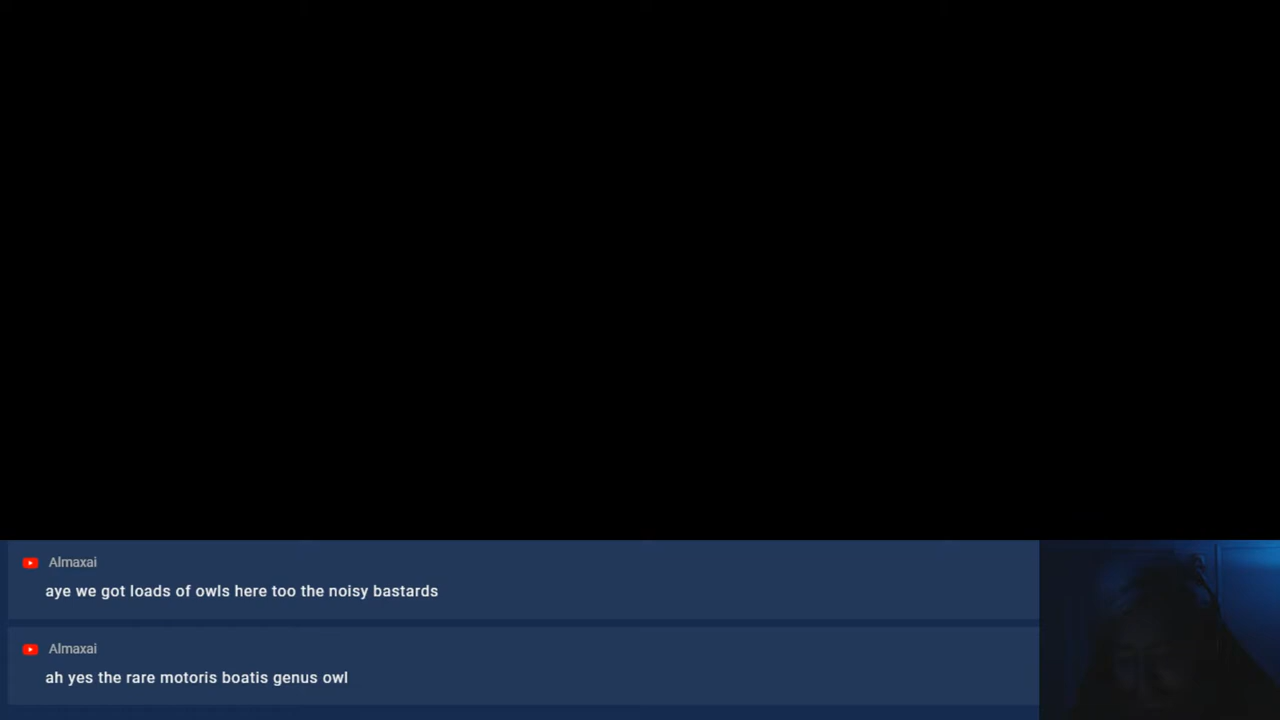 Almaxai
aye we got loads of owls here too the noisy bastards
Almaxai
ah yes the rare motoris boatis genus owl